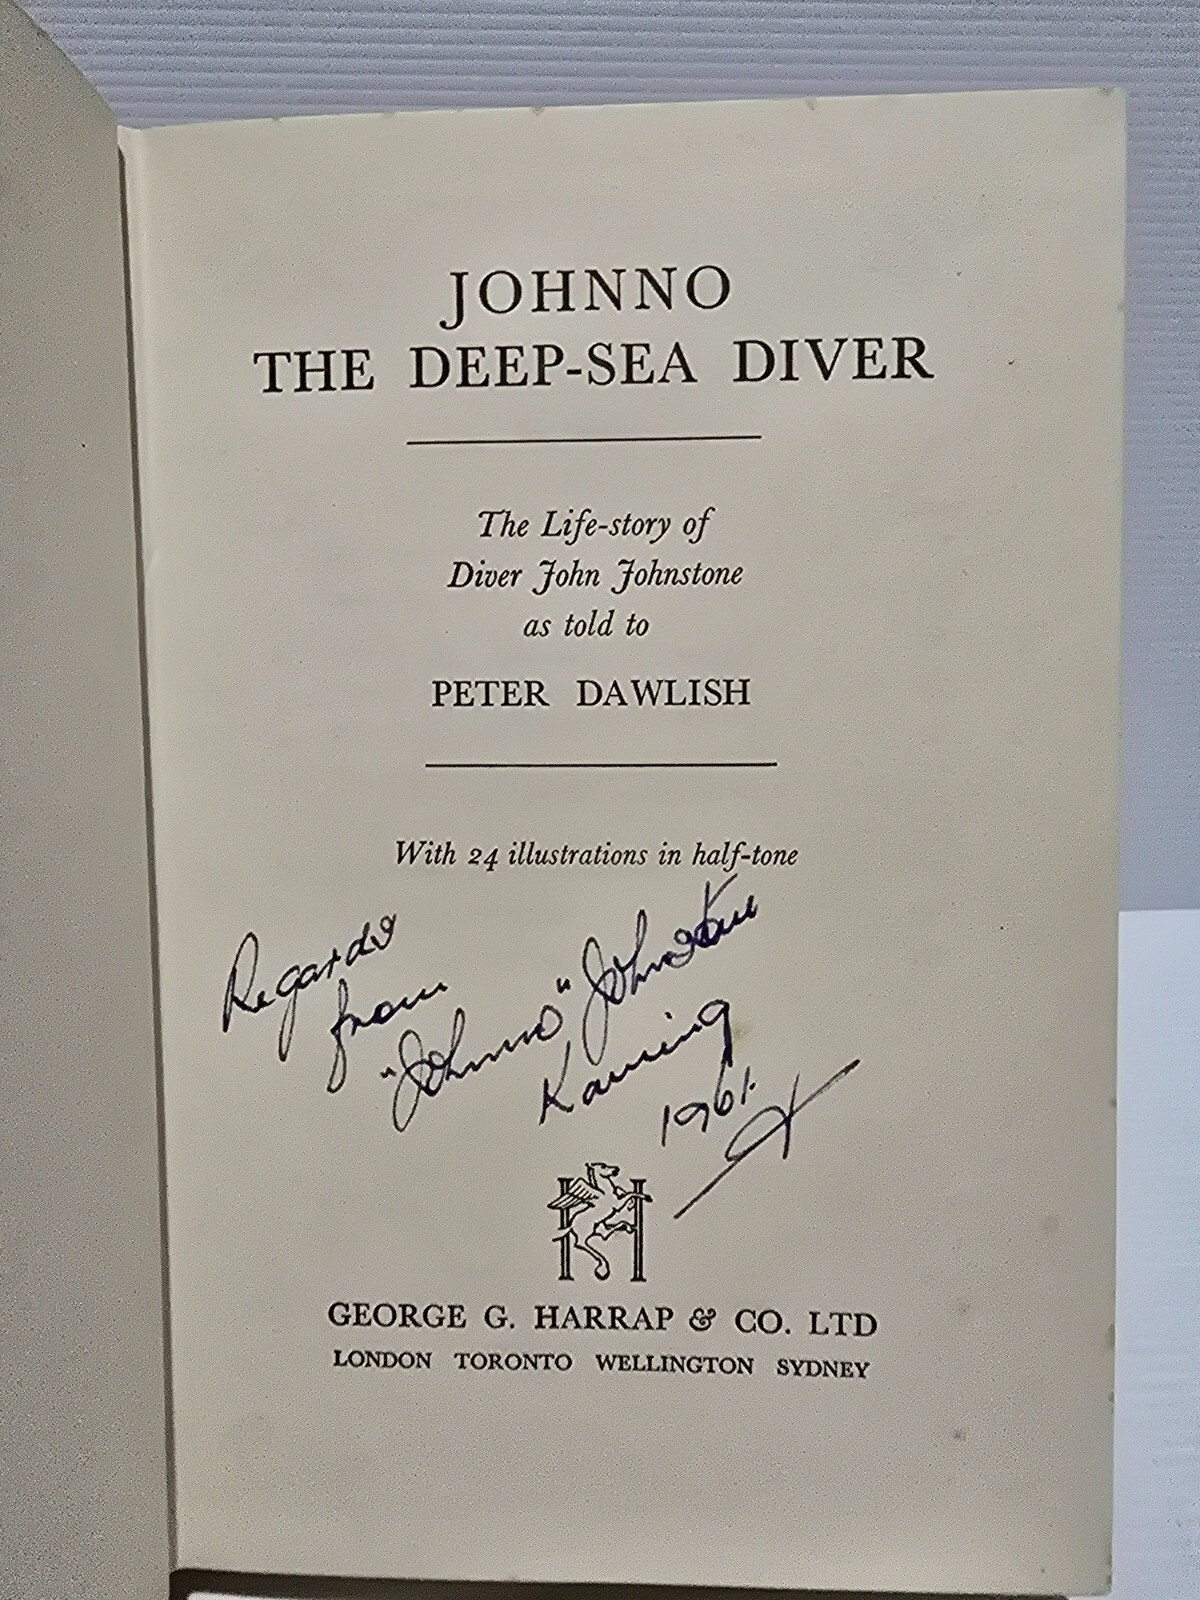 JOHNNO
THE DEEP-SEA DIVER
The Life-story of
Diver John Johnstone
as told to
PETER DAWLISH
With 24 illustrations in half-tone
Regards
from
"Johnno" Johnstone
1961.
GEORGE G. HARRAP & CO. LTD
LONDON TORONTO WELLINGTON SYDNEY